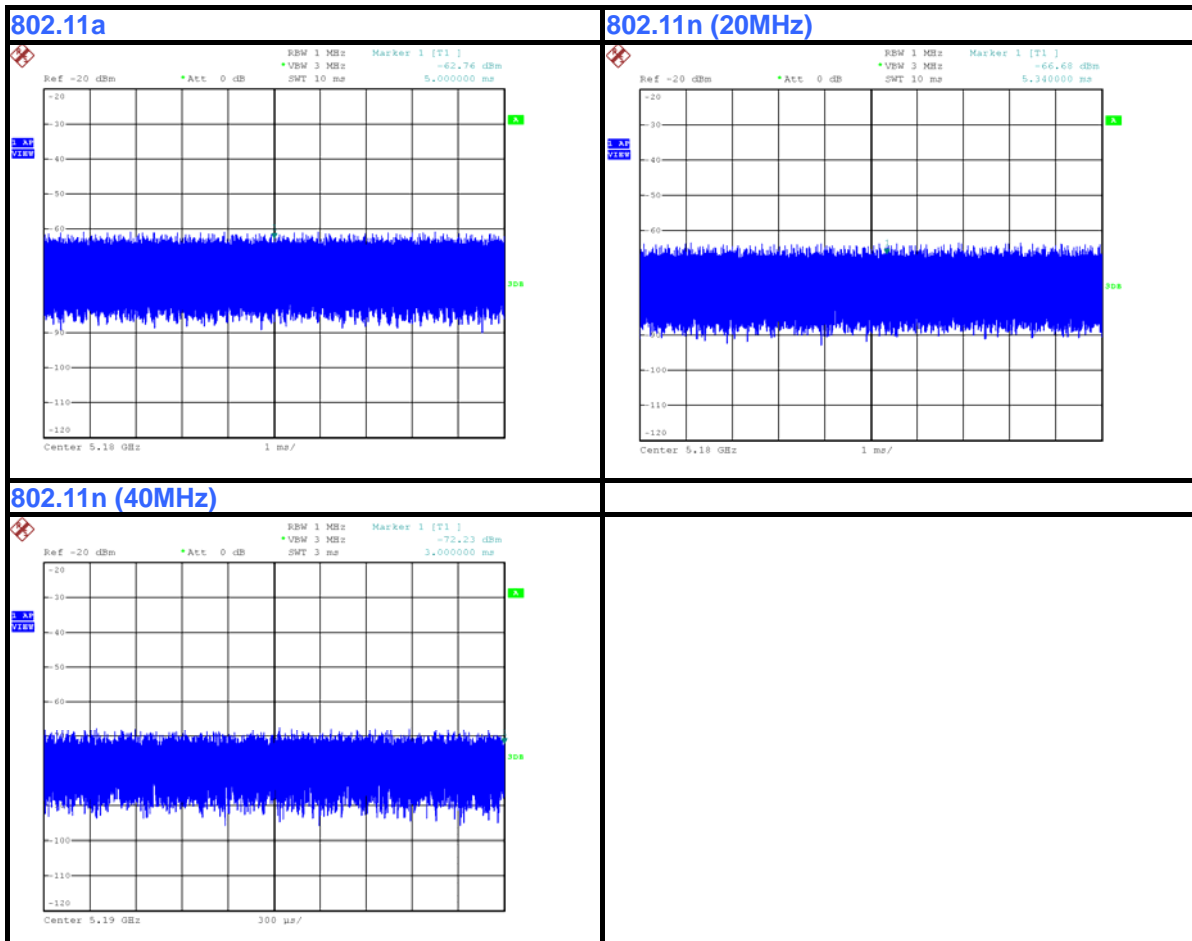 802.11a
RBW 1 MHz Marker 1 [T1 ]
*VBW 3 MHz -62.76 dBm
Ref -20 dBm *Att 0 dB SWT 10 ms 5.000000 ms
-20
-30
A
1 AP
VIEW
-40
-50
-60
3DB
-90
-100
-110
-120
Center 5.18 GHz 1 ms/
802.11n (20MHz)
RBW 1 MHz Marker 1 [T1 ]
*VBW 3 MHz -66.68 dBm
Ref -20 dBm *Att 0 dB SWT 10 ms 5.340000 ms
-20
-30
A
1 AP
VIEW
-40
-50
-60
1
3DB
-100
-110
-120
Center 5.18 GHz 1 ms/
802.11n (40MHz)
RBW 1 MHz Marker 1 [T1 ]
*VBW 3 MHz -72.23 dBm
Ref -20 dBm *Att 0 dB SWT 3 ms 3.000000 ms
-20
-30
A
1 AP
VIEW
-40
-50
-60
3DB
-100
-110
-120
Center 5.19 GHz 300 µs/